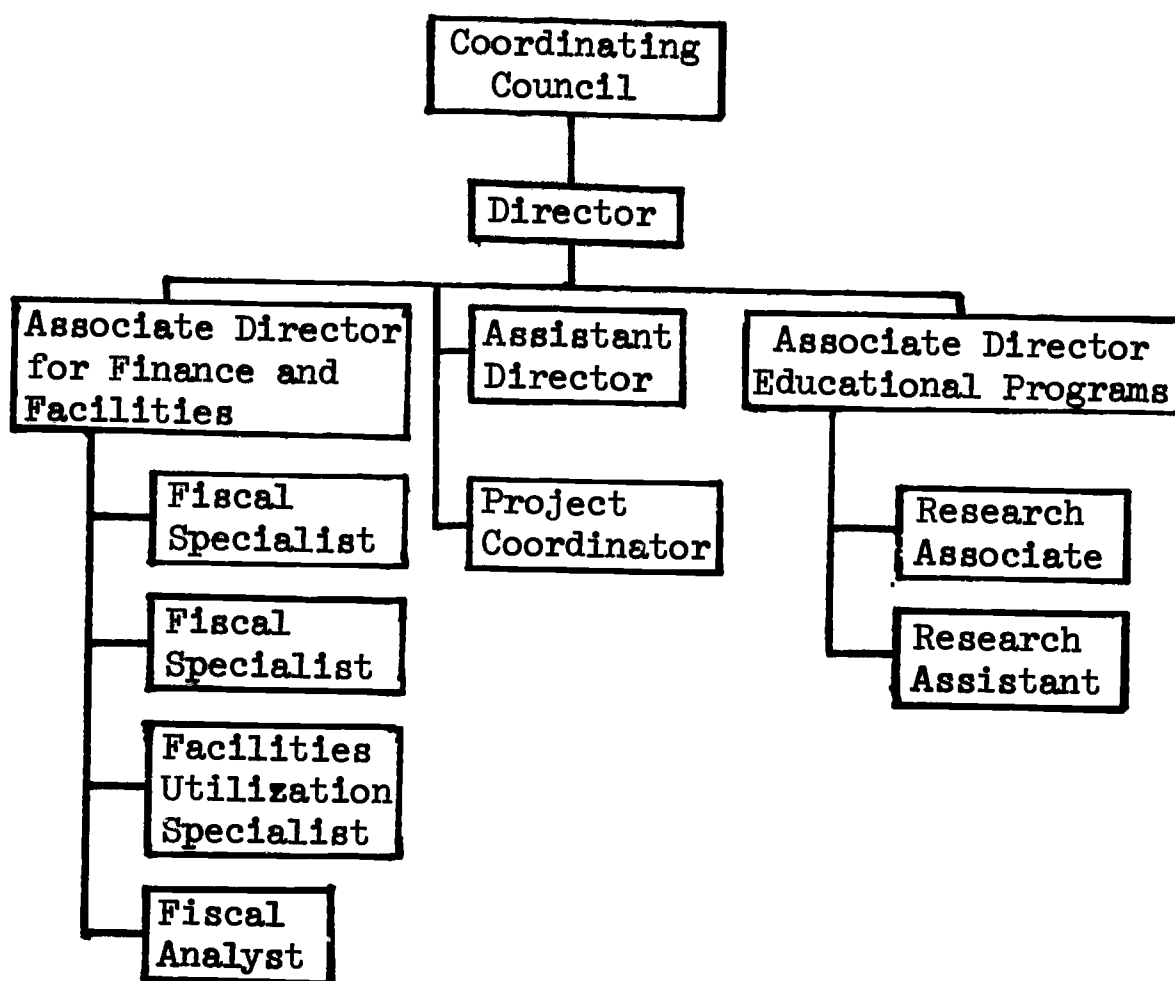 Coordinating
Council
Director
Associate Director
for Finance and
Facilities
Assistant
Director
Associate Director
Educational Programs
Fiscal
Specialist
Project
Coordinator
Research
Associate
Fiscal
Specialist
Research
Assistant
Facilities
Utilization
Specialist
Fiscal
Analyst